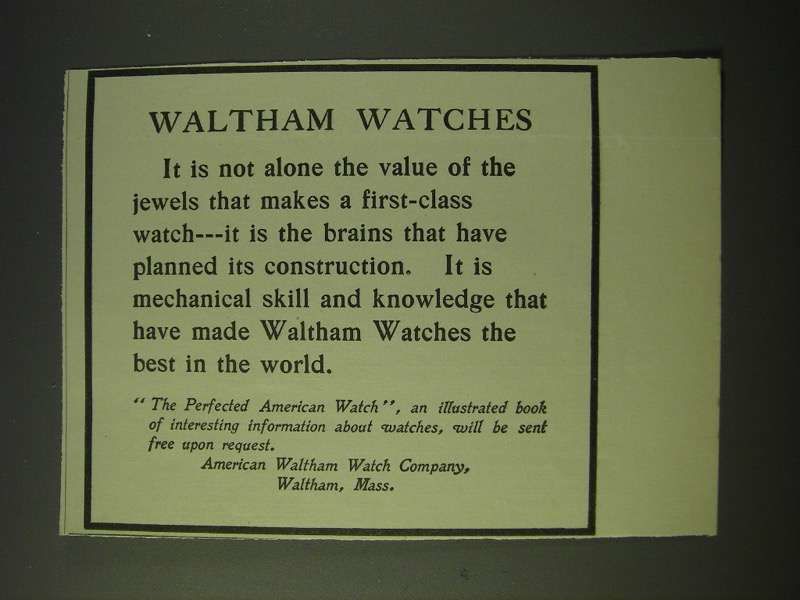 WALTHAM WATCHES
It is not alone the value of the
jewels that makes a first-class
watch---it is the brains that have
planned its construction. It is
mechanical skill and knowledge that
have made Waltham Watches the
best in the world.
“The Perfected American Watch”, an illustrated book
of interesting information about watches, will be sent
free upon request.
American Waltham Watch Company,
Waltham, Mass.